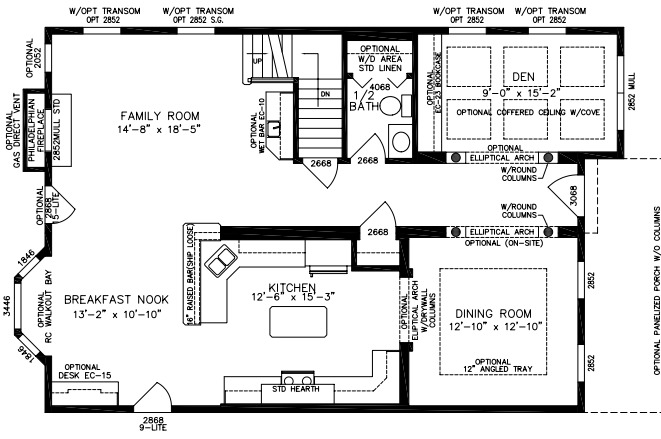 W/OPT TRANSOM
OPT 2852
W/OPT TRANSOM
OPT 2852 S.G.
W/OPT TRANSOM
OPT 2852
W/OPT TRANSOM
OPT 2852
OPTIONAL
2052
OPTIONAL
GAS DIRECT VENT
PHILADELPHIAN
FIREPLACE
2852MULL STD
FAMILY ROOM
14'-8" x 18'-5"
UP
DN
OPTIONAL
WET BAR EC-10
OPTIONAL
W/D AREA
STD LINEN
4068
1/2
BATH
OPTIONAL
EC-23 BOOKCASE
DEN
9'-0" x 15'-2"
OPTIONAL COFFERED CEILING W/COVE
2852 MULL
2668
2668
OPTIONAL
ELLIPTICAL ARCH
W/ROUND
COLUMNS
3068
OPTIONAL
2868
5-LITE
W/ROUND
COLUMNS
ELLIPTICAL ARCH
OPTIONAL (ON-SITE)
2668
16" RAISED BAR(SHIP LOOSE)
1846
3446
1846
OPTIONAL
RC WALKOUT BAY
BREAKFAST NOOK
13'-2" x 10'-10"
KITCHEN
12'-6" x 15'-3"
OPTIONAL
ELIPTICAL ARCH
W/DRYWALL
COLUMNS
DINING ROOM
12'-10" x 12'-10"
OPTIONAL
12" ANGLED TRAY
2852
2852
OPTIONAL PANELIZED PORCH W/O COLUMNS
OPTIONAL
DESK EC-15
STD HEARTH
2868
9-LITE